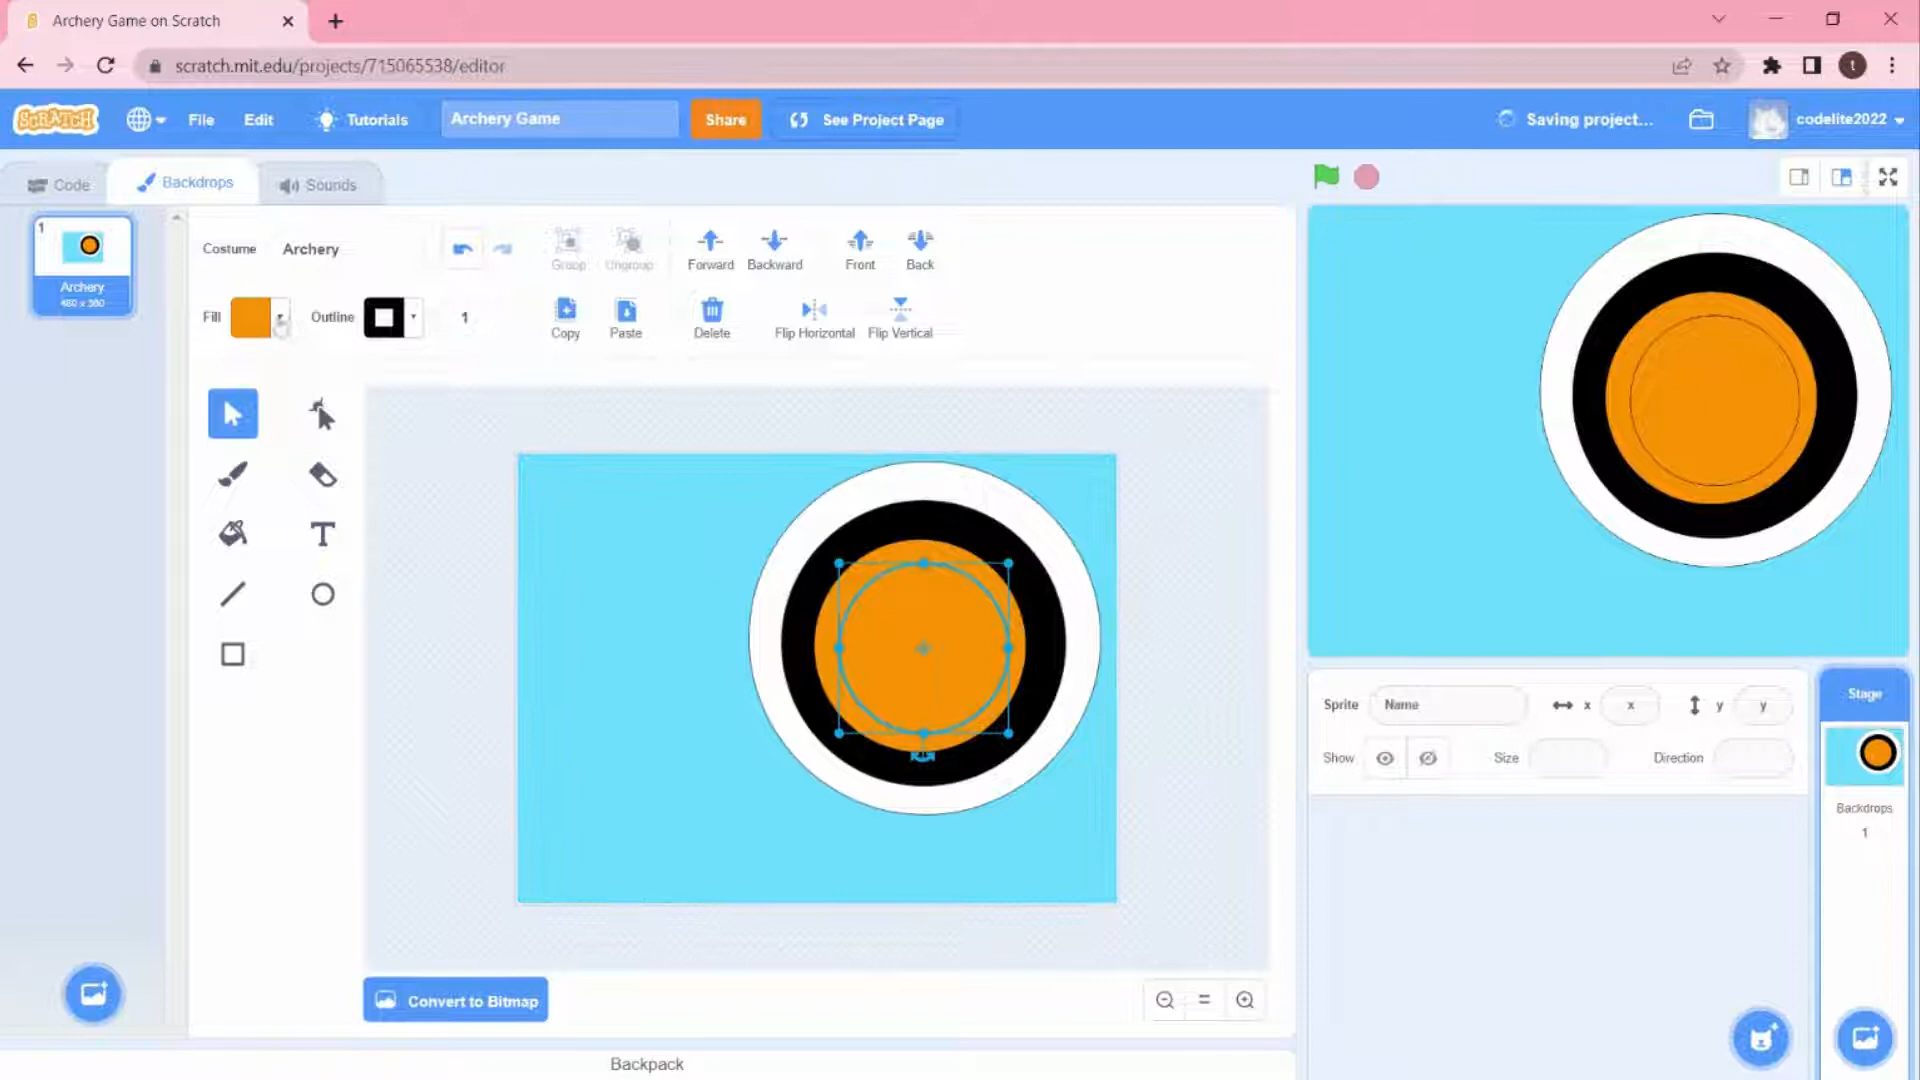 Archery Game on Scratch
scratch.mit.edu/projects/715065538/editor
t
SCRATCH
File
Edit
Tutorials
Archery Game
Share
See Project Page
Saving project...
codelite2022
Code
Backdrops
Sounds
1
Archery
480 x 360
Costume
Archery
Group
Ungroup
Forward
Backward
Front
Back
Fill
Outline
1
Copy
Paste
Delete
Flip Horizontal
Flip Vertical
T
Convert to Bitmap
Backpack
Sprite
Name
x
x
y
y
Show
Size
Direction
Stage
Backdrops
1